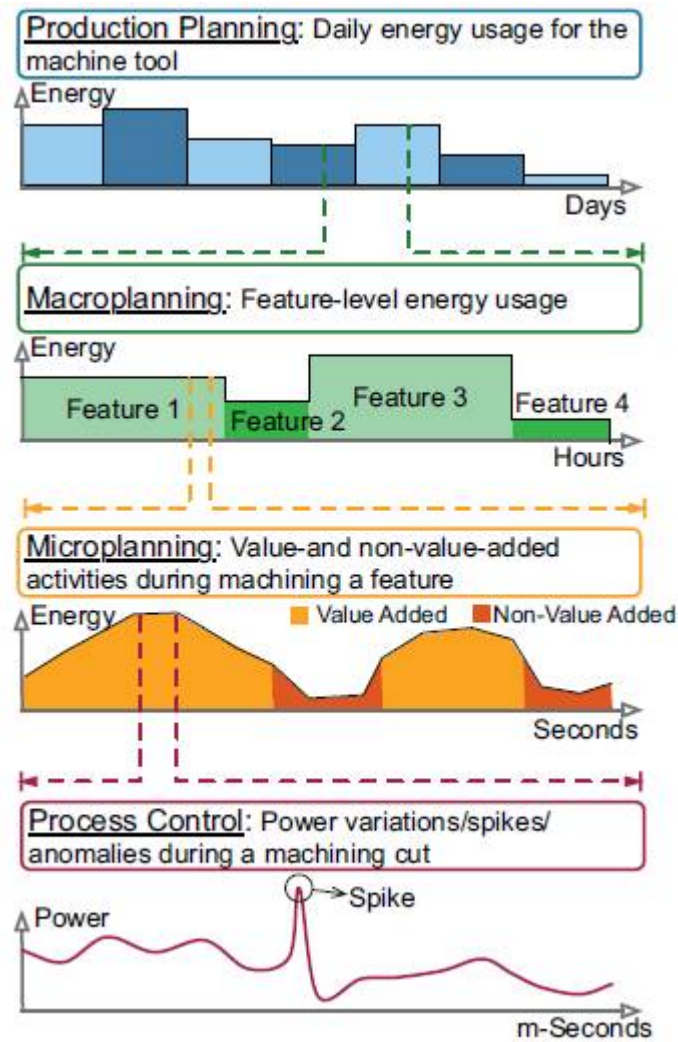 Production Planning: Daily energy usage for the
machine tool
Energy
Days
Macroplanning: Feature-level energy usage
Energy
Feature 1
Feature 2
Feature 3
Feature 4
Hours
Microplanning: Value-and non-value-added
activities during machining a feature
Energy
Value Added
Non-Value Added
Seconds
Process Control: Power variations/spikes/
anomalies during a machining cut
Power
Spike
m-Seconds